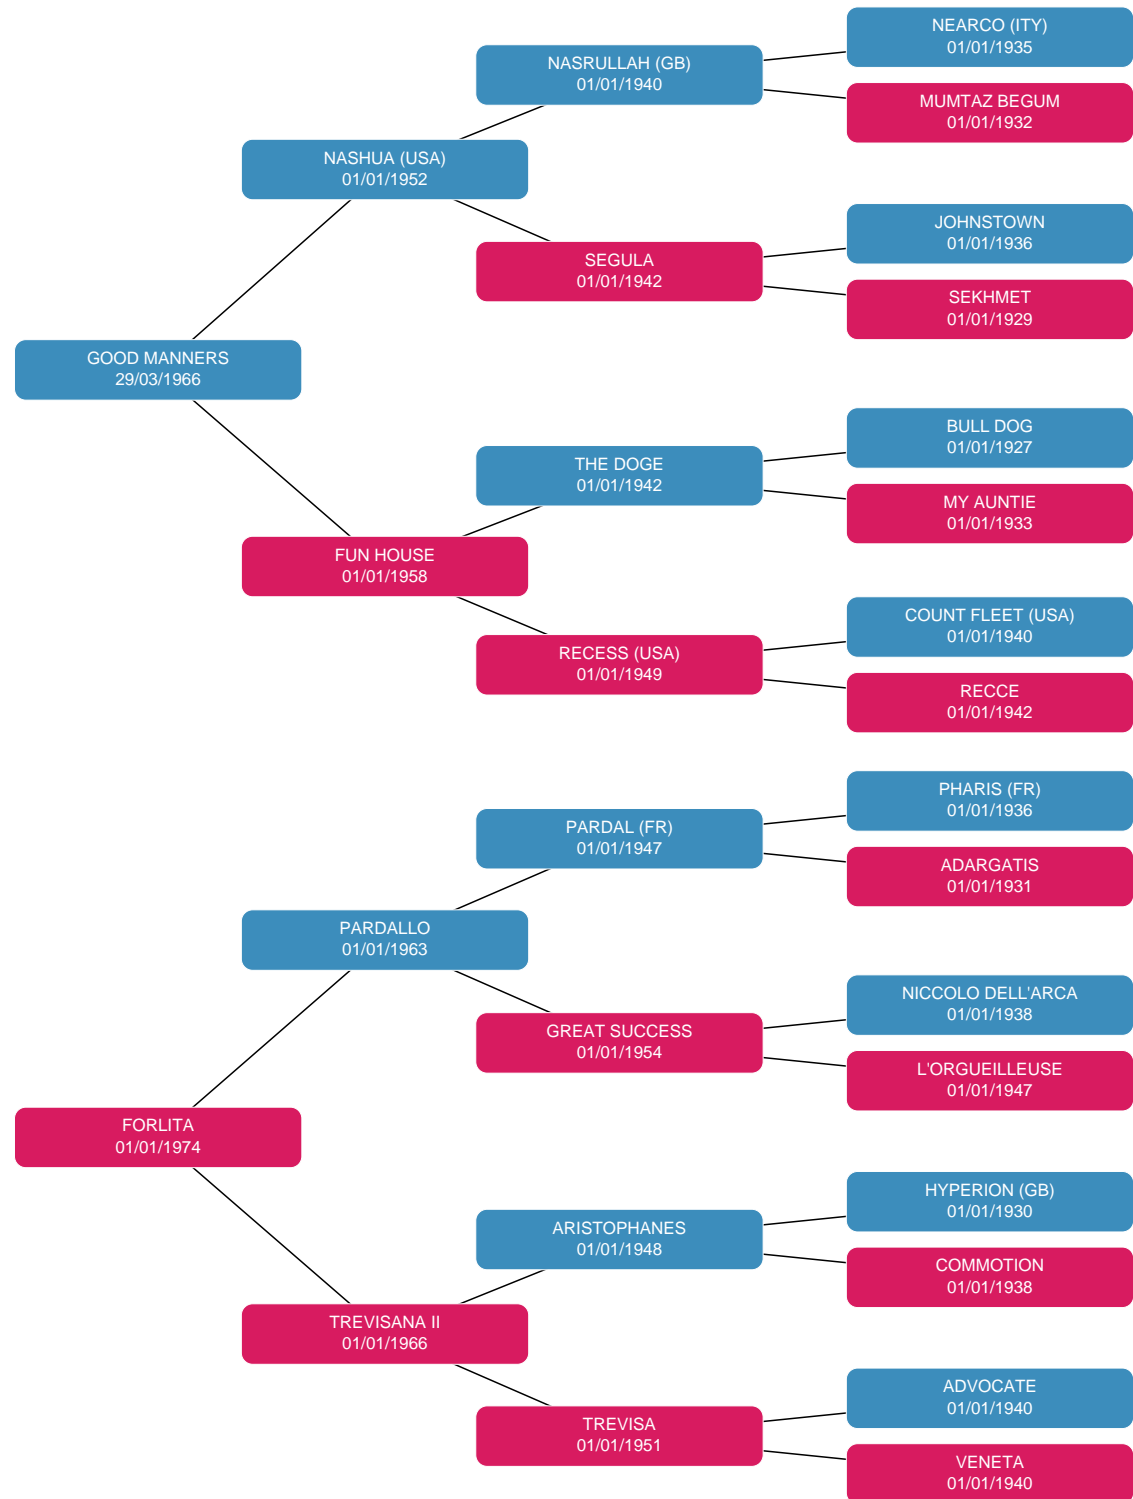 NEARCO (ITY)
01/01/1935
NASRULLAH (GB)
01/01/1940
MUMTAZ BEGUM
01/01/1932
NASHUA (USA)
01/01/1952
JOHNSTOWN
01/01/1936
SEGULA
01/01/1942
SEKHMET
01/01/1929
GOOD MANNERS
29/03/1966
BULL DOG
01/01/1927
THE DOGE
01/01/1942
MY AUNTIE
01/01/1933
FUN HOUSE
01/01/1958
COUNT FLEET (USA)
01/01/1940
RECESS (USA)
01/01/1949
RECCE
01/01/1942
PHARIS (FR)
01/01/1936
PARDAL (FR)
01/01/1947
ADARGATIS
01/01/1931
PARDALLO
01/01/1963
NICCOLO DELL'ARCA
01/01/1938
GREAT SUCCESS
01/01/1954
L'ORGUEILLEUSE
01/01/1947
FORLITA
01/01/1974
HYPERION (GB)
01/01/1930
ARISTOPHANES
01/01/1948
COMMOTION
01/01/1938
TREVISANA II
01/01/1966
ADVOCATE
01/01/1940
TREVISA
01/01/1951
VENETA
01/01/1940